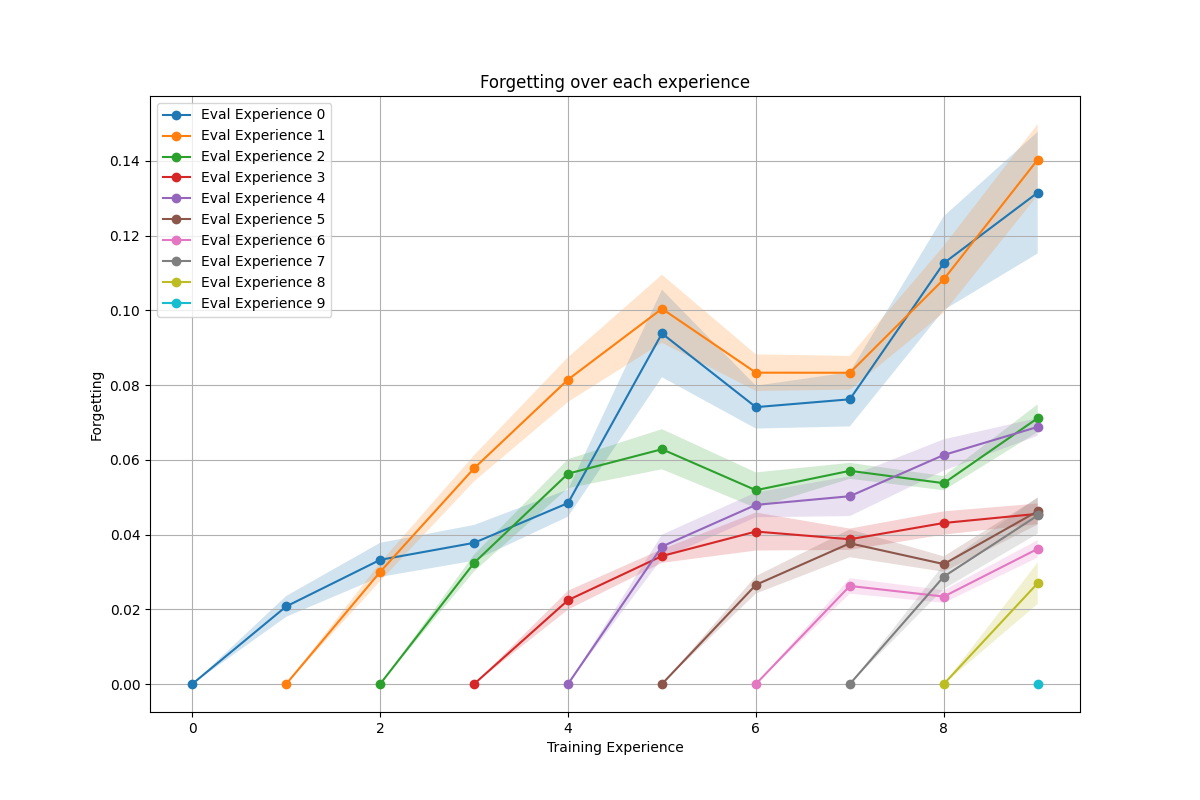 Forgetting over each experience
Eval Experience 0
Eval Experience 1
Eval Experience 2
Eval Experience 3
Eval Experience 4
Eval Experience 5
Eval Experience 6
Eval Experience 7
Eval Experience 8
Eval Experience 9
0.14
0.12
0.10
0.08
0.06
0.04
0.02
0.00
Forgetting
0 2 4 6 8
Training Experience